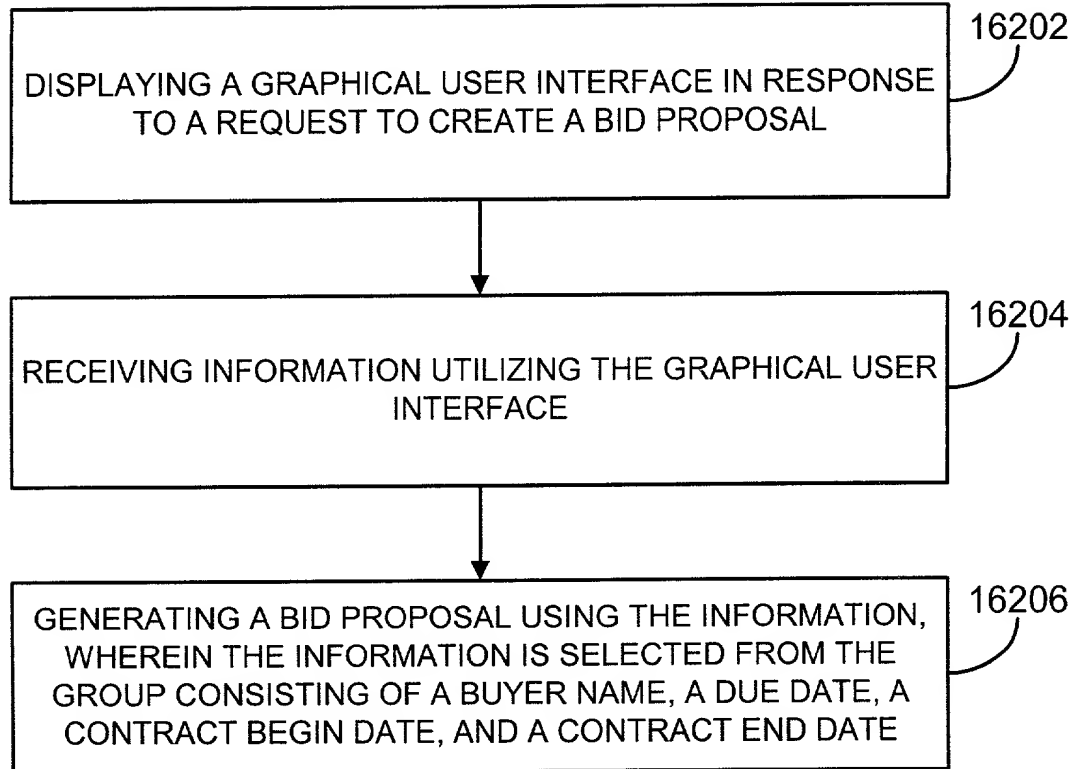 16202
DISPLAYING A GRAPHICAL USER INTERFACE IN RESPONSE
TO A REQUEST TO CREATE A BID PROPOSAL
16204
RECEIVING INFORMATION UTILIZING THE GRAPHICAL USER
INTERFACE
16206
GENERATING A BID PROPOSAL USING THE INFORMATION,
WHEREIN THE INFORMATION IS SELECTED FROM THE
GROUP CONSISTING OF A BUYER NAME, A DUE DATE, A
CONTRACT BEGIN DATE, AND A CONTRACT END DATE